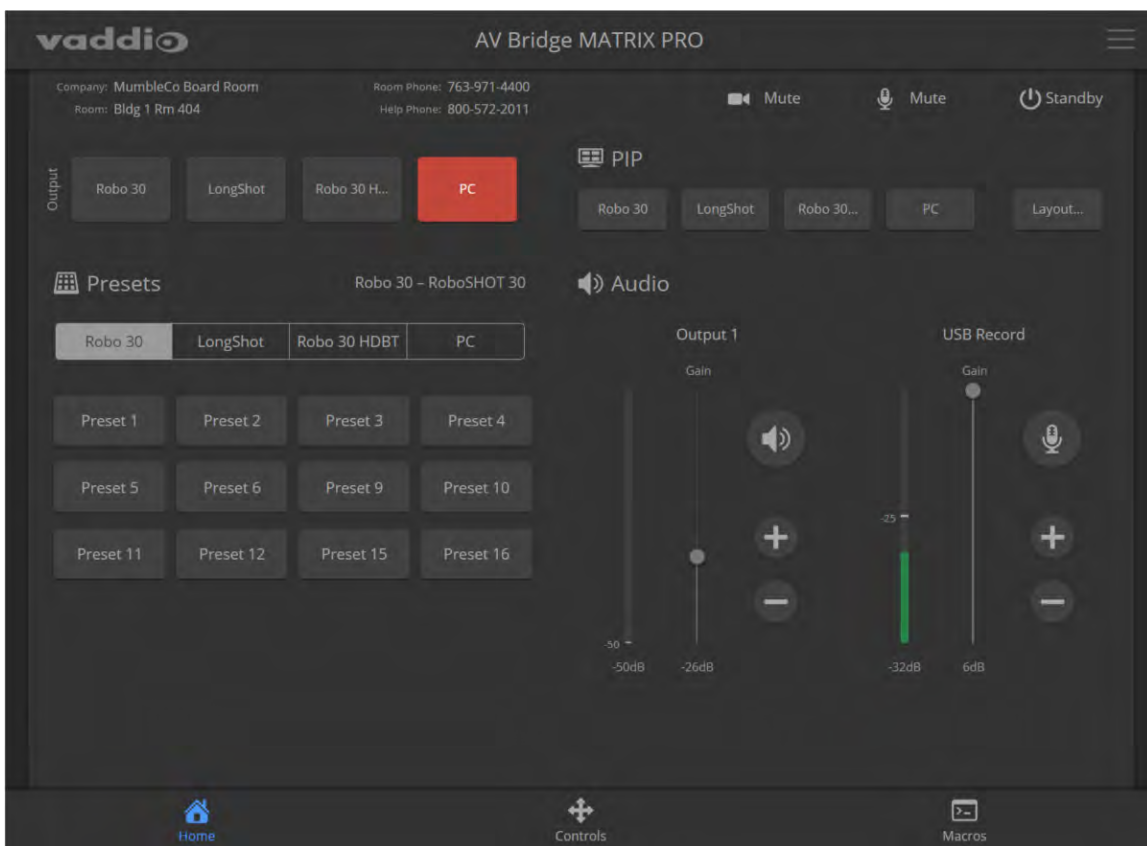 vaddio
AV Bridge MATRIX PRO
Company: MumbleCo Board Room
Room: Bldg 1 Rm 404
Room Phone: 763-971-4400
Help Phone: 800-572-2011
Mute
Mute
Standby
Output
Robo 30
LongShot
Robo 30 H...
PC
PIP
Robo 30
LongShot
Robo 30...
PC
Layout...
Presets
Robo 30 – RoboSHOT 30
Robo 30
LongShot
Robo 30 HDBT
PC
Preset 1
Preset 2
Preset 3
Preset 4
Preset 5
Preset 6
Preset 9
Preset 10
Preset 11
Preset 12
Preset 15
Preset 16
Audio
Output 1
Gain
-50
-50dB
-26dB
USB Record
Gain
-25
-32dB
6dB
Home
Controls
Macros